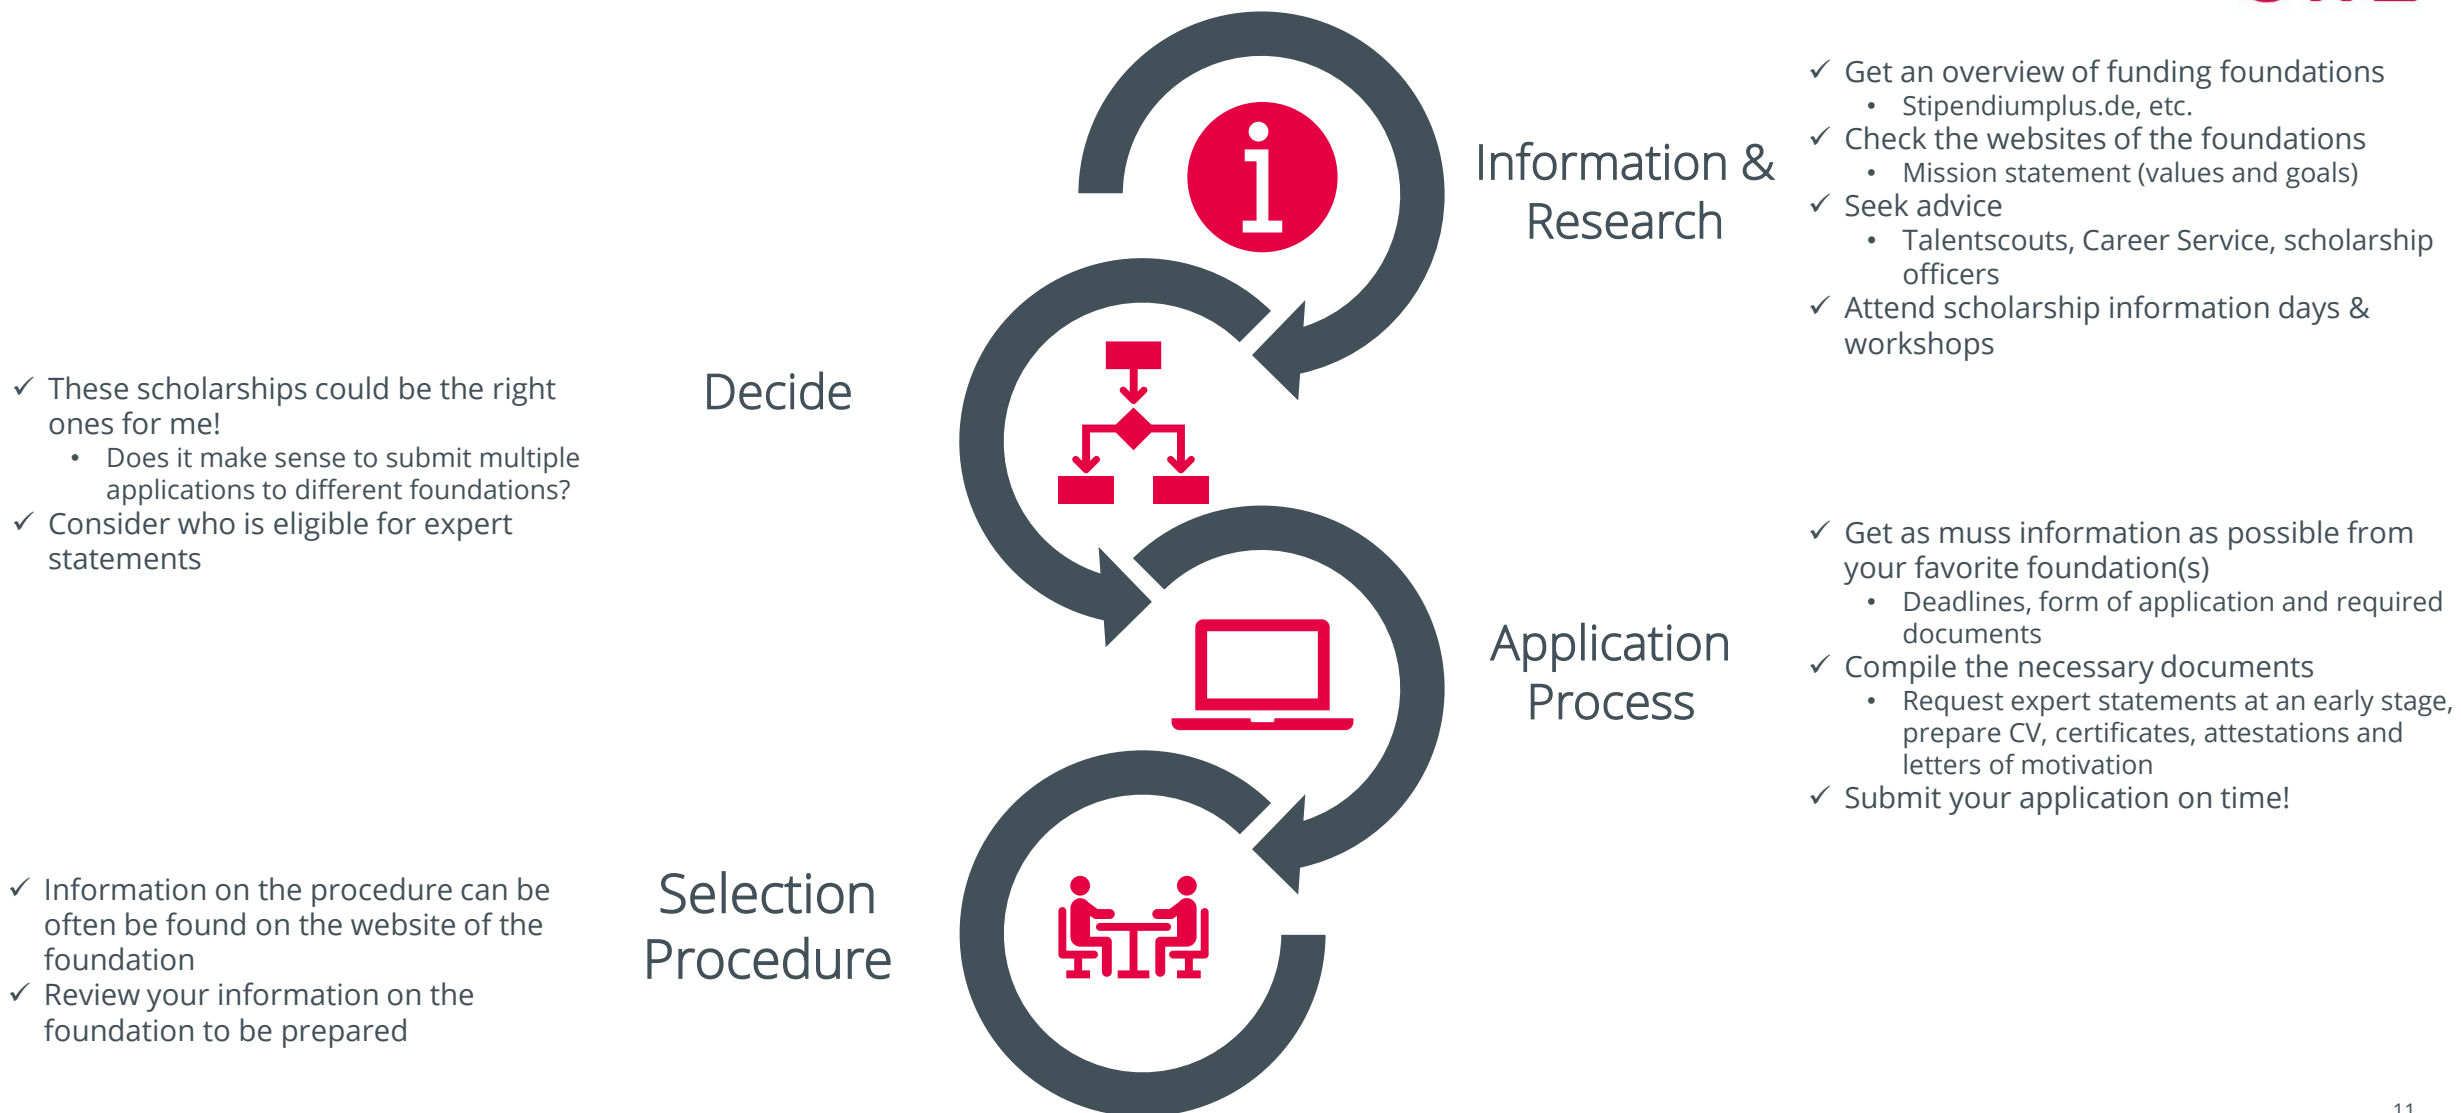 Information &
Research
✓ Get an overview of funding foundations
• Stipendiumplus.de, etc.
✓ Check the websites of the foundations
• Mission statement (values and goals)
✓ Seek advice
• Talentscouts, Career Service, scholarship
officers
✓ Attend scholarship information days &
workshops
Decide
✓ These scholarships could be the right
ones for me!
• Does it make sense to submit multiple
applications to different foundations?
✓ Consider who is eligible for expert
statements
Application
Process
✓ Get as muss information as possible from
your favorite foundation(s)
• Deadlines, form of application and required
documents
✓ Compile the necessary documents
• Request expert statements at an early stage,
prepare CV, certificates, attestations and
letters of motivation
✓ Submit your application on time!
Selection
Procedure
✓ Information on the procedure can be
often be found on the website of the
foundation
✓ Review your information on the
foundation to be prepared
11